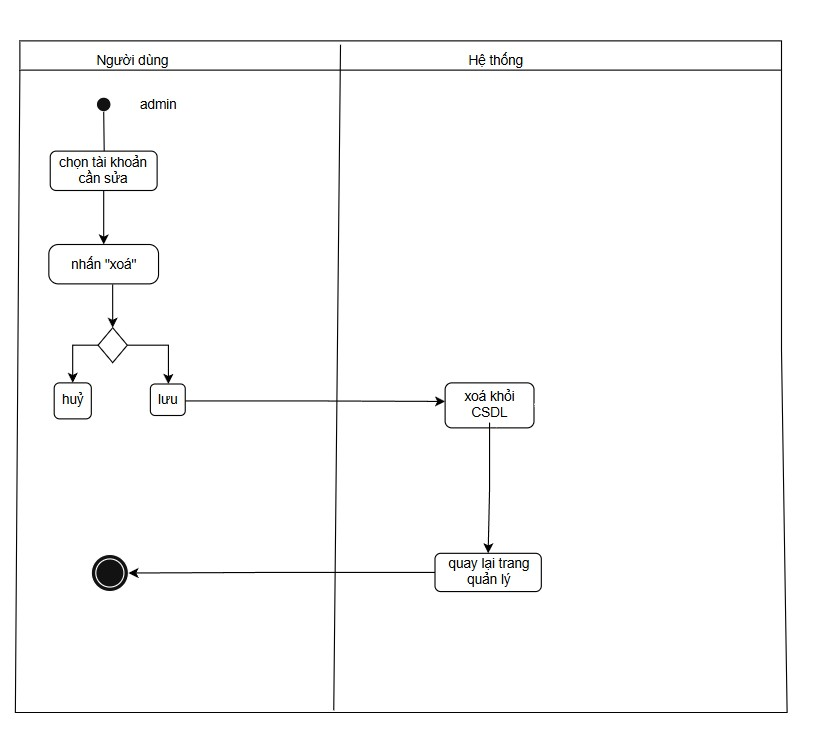 Người dùng
Hệ thống
admin
chọn tài khoản
cần sửa
nhấn "xoá"
huỷ
lưu
xoá khỏi
CSDL
quay lại trang
quản lý